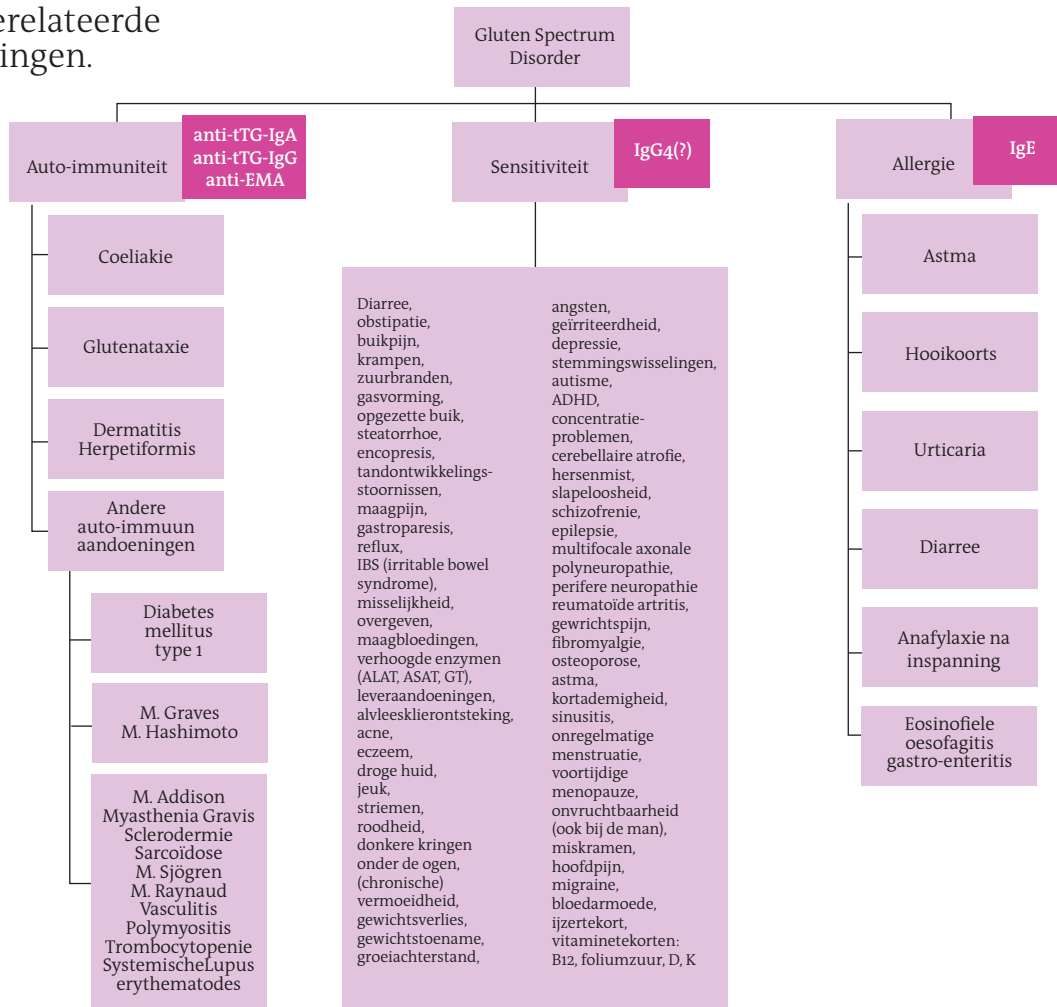 erelateerde
ingen.
Gluten Spectrum
Disorder
Auto-immuniteit
anti-tTG-IgA
anti-tTG-IgG
anti-EMA
Coeliakie
Glutenataxie
Dermatitis
Herpetiformis
Andere
auto-immuun
aandoeningen
Diabetes
mellitus
type 1
M. Graves
M. Hashimoto
M. Addison
Myasthenia Gravis
Sclerodermie
Sarcoïdose
M. Sjögren
M. Raynaud
Vasculitis
Polymyositis
Trombocytopenie
SystemischeLupus
erythematodes
Sensitiviteit
IgG4(?)
Diarree,
obstipatie,
buikpijn,
krampen,
zuurbranden,
gasvorming,
opgezette buik,
steatorrhoe,
encopresis,
tandontwikkelings-
stoornissen,
maagpijn,
gastroparesis,
reflux,
IBS (irritable bowel
syndrome),
misselijkheid,
overgeven,
maagbloedingen,
verhoogde enzymen
(ALAT, ASAT, GT),
leveraandoeningen,
alvleesklierontsteking,
acne,
eczeem,
droge huid,
jeuk,
striemen,
roodheid,
donkere kringen
onder de ogen,
(chronische)
vermoeidheid,
gewichtsverlies,
gewichtstoename,
groeiachterstand,
angsten,
geïrriteerdheid,
depressie,
stemmingswisselingen,
autisme,
ADHD,
concentratie-
problemen,
cerebellaire atrofie,
hersenmist,
slapeloosheid,
schizofrenie,
epilepsie,
multifocale axonale
polyneuropathie,
perifere neuropathie
reumatoïde artritis,
gewrichtspijn,
fibromyalgie,
osteoporose,
astma,
kortademigheid,
sinusitis,
onregelmatige
menstruatie,
voortijdige
menopauze,
onvruchtbaarheid
(ook bij de man),
miskramen,
hoofdpijn,
migraine,
bloedarmoede,
ijzertekort,
vitaminetekorten:
B12, foliumzuur, D, K
Allergie
IgE
Astma
Hooikoorts
Urticaria
Diarree
Anafylaxie na
inspanning
Eosinofiele
oesofagitis
gastro-enteritis